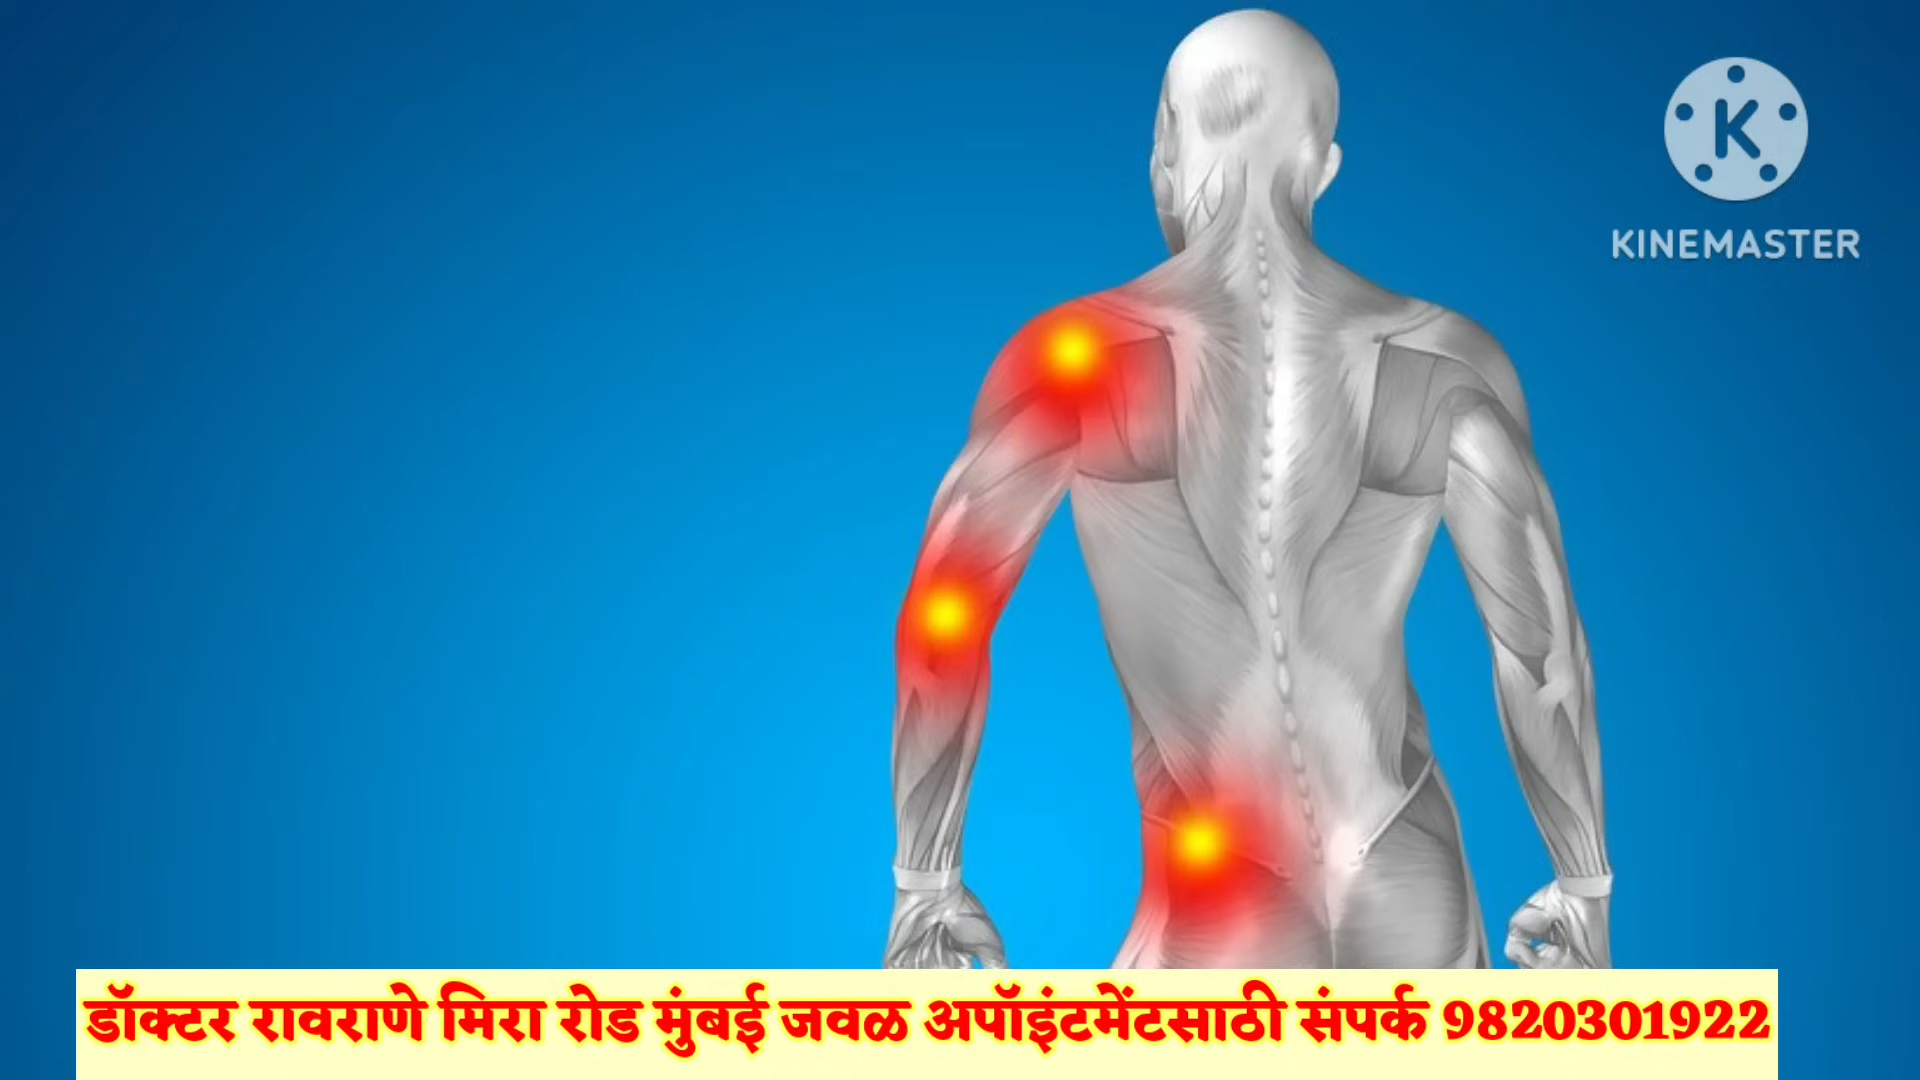 K
KINEMASTER
डॉक्टर रावराणे मिरा रोड मुंबई जवळ अपॉइंटमेंटसाठी संपर्क 9820301922